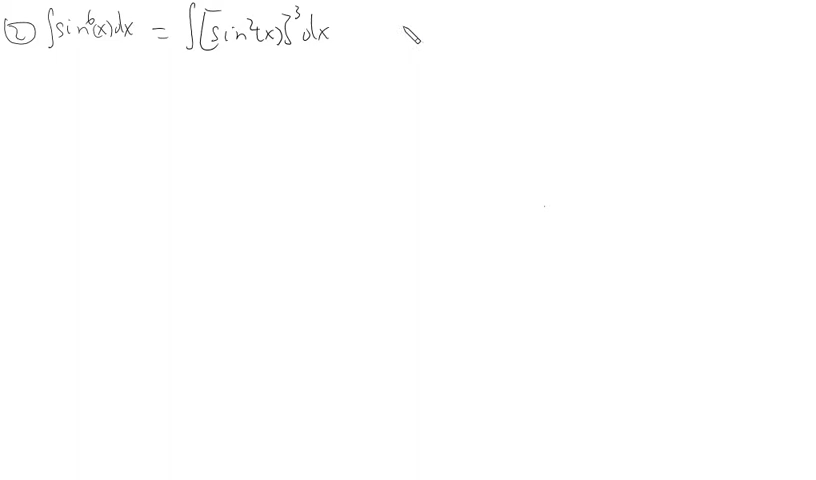 ② ∫sin⁶(x)dx = ∫[sin²(x)]³dx